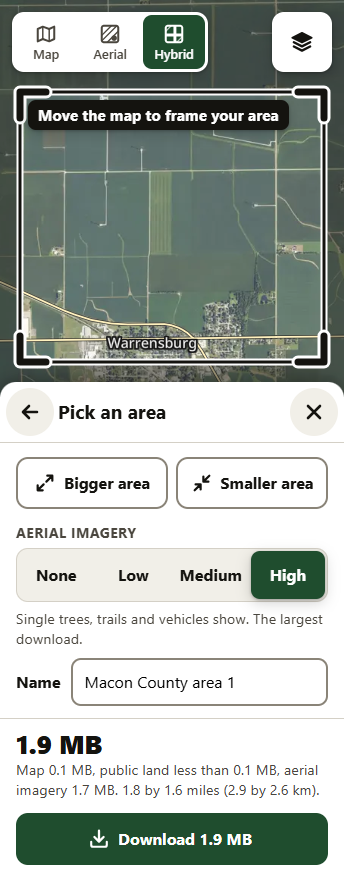 Map
Aerial
Hybrid
Move the map to frame your area
Warrensburg
Pick an area
Bigger area
Smaller area
AERIAL IMAGERY
None
Low
Medium
High
Single trees, trails and vehicles show. The largest
download.
Name
Macon County area 1
1.9 MB
Map 0.1 MB, public land less than 0.1 MB, aerial
imagery 1.7 MB. 1.8 by 1.6 miles (2.9 by 2.6 km).
Download 1.9 MB